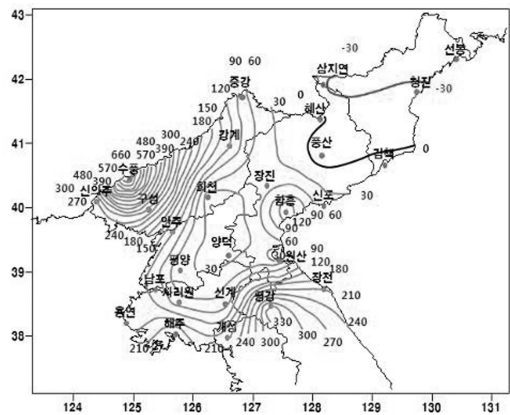 43
42
41
40
39
38
124
125
126
127
128
129
130
131
-30
선봉
삼지연
90 60
중강
청진
-30
120
0
30
혜산
150
180
강계
풍산
0
300
480
240
390
660
570
수풍
570
480
390
신의주
300
270
구성
희천
장진
신포
30
함흥
120
90 60
안주
240
180
150
양덕
90
60
평양
30
30
원산
90
120
180
장전
남포
사리원
신계
평강
210
용연
해주
개성
330
240
300
210
210
240
300
270